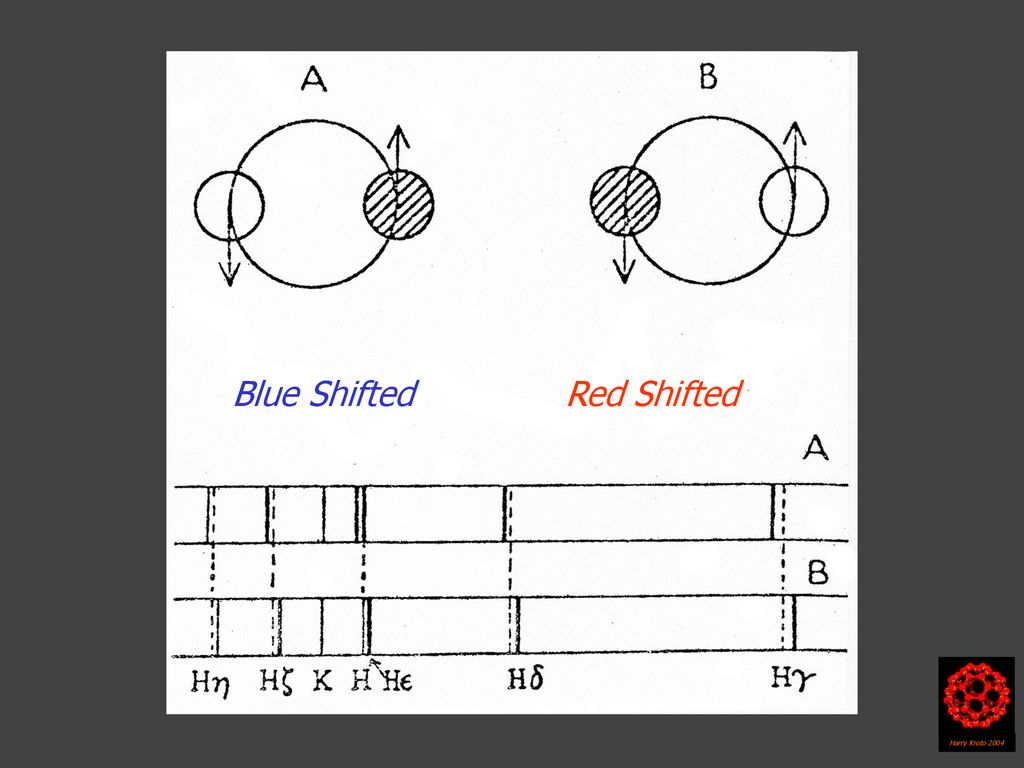 A B
Blue Shifted Red Shifted
A
B
Hη Hζ K H Hε Hδ Hγ
Harry Kroto 2004